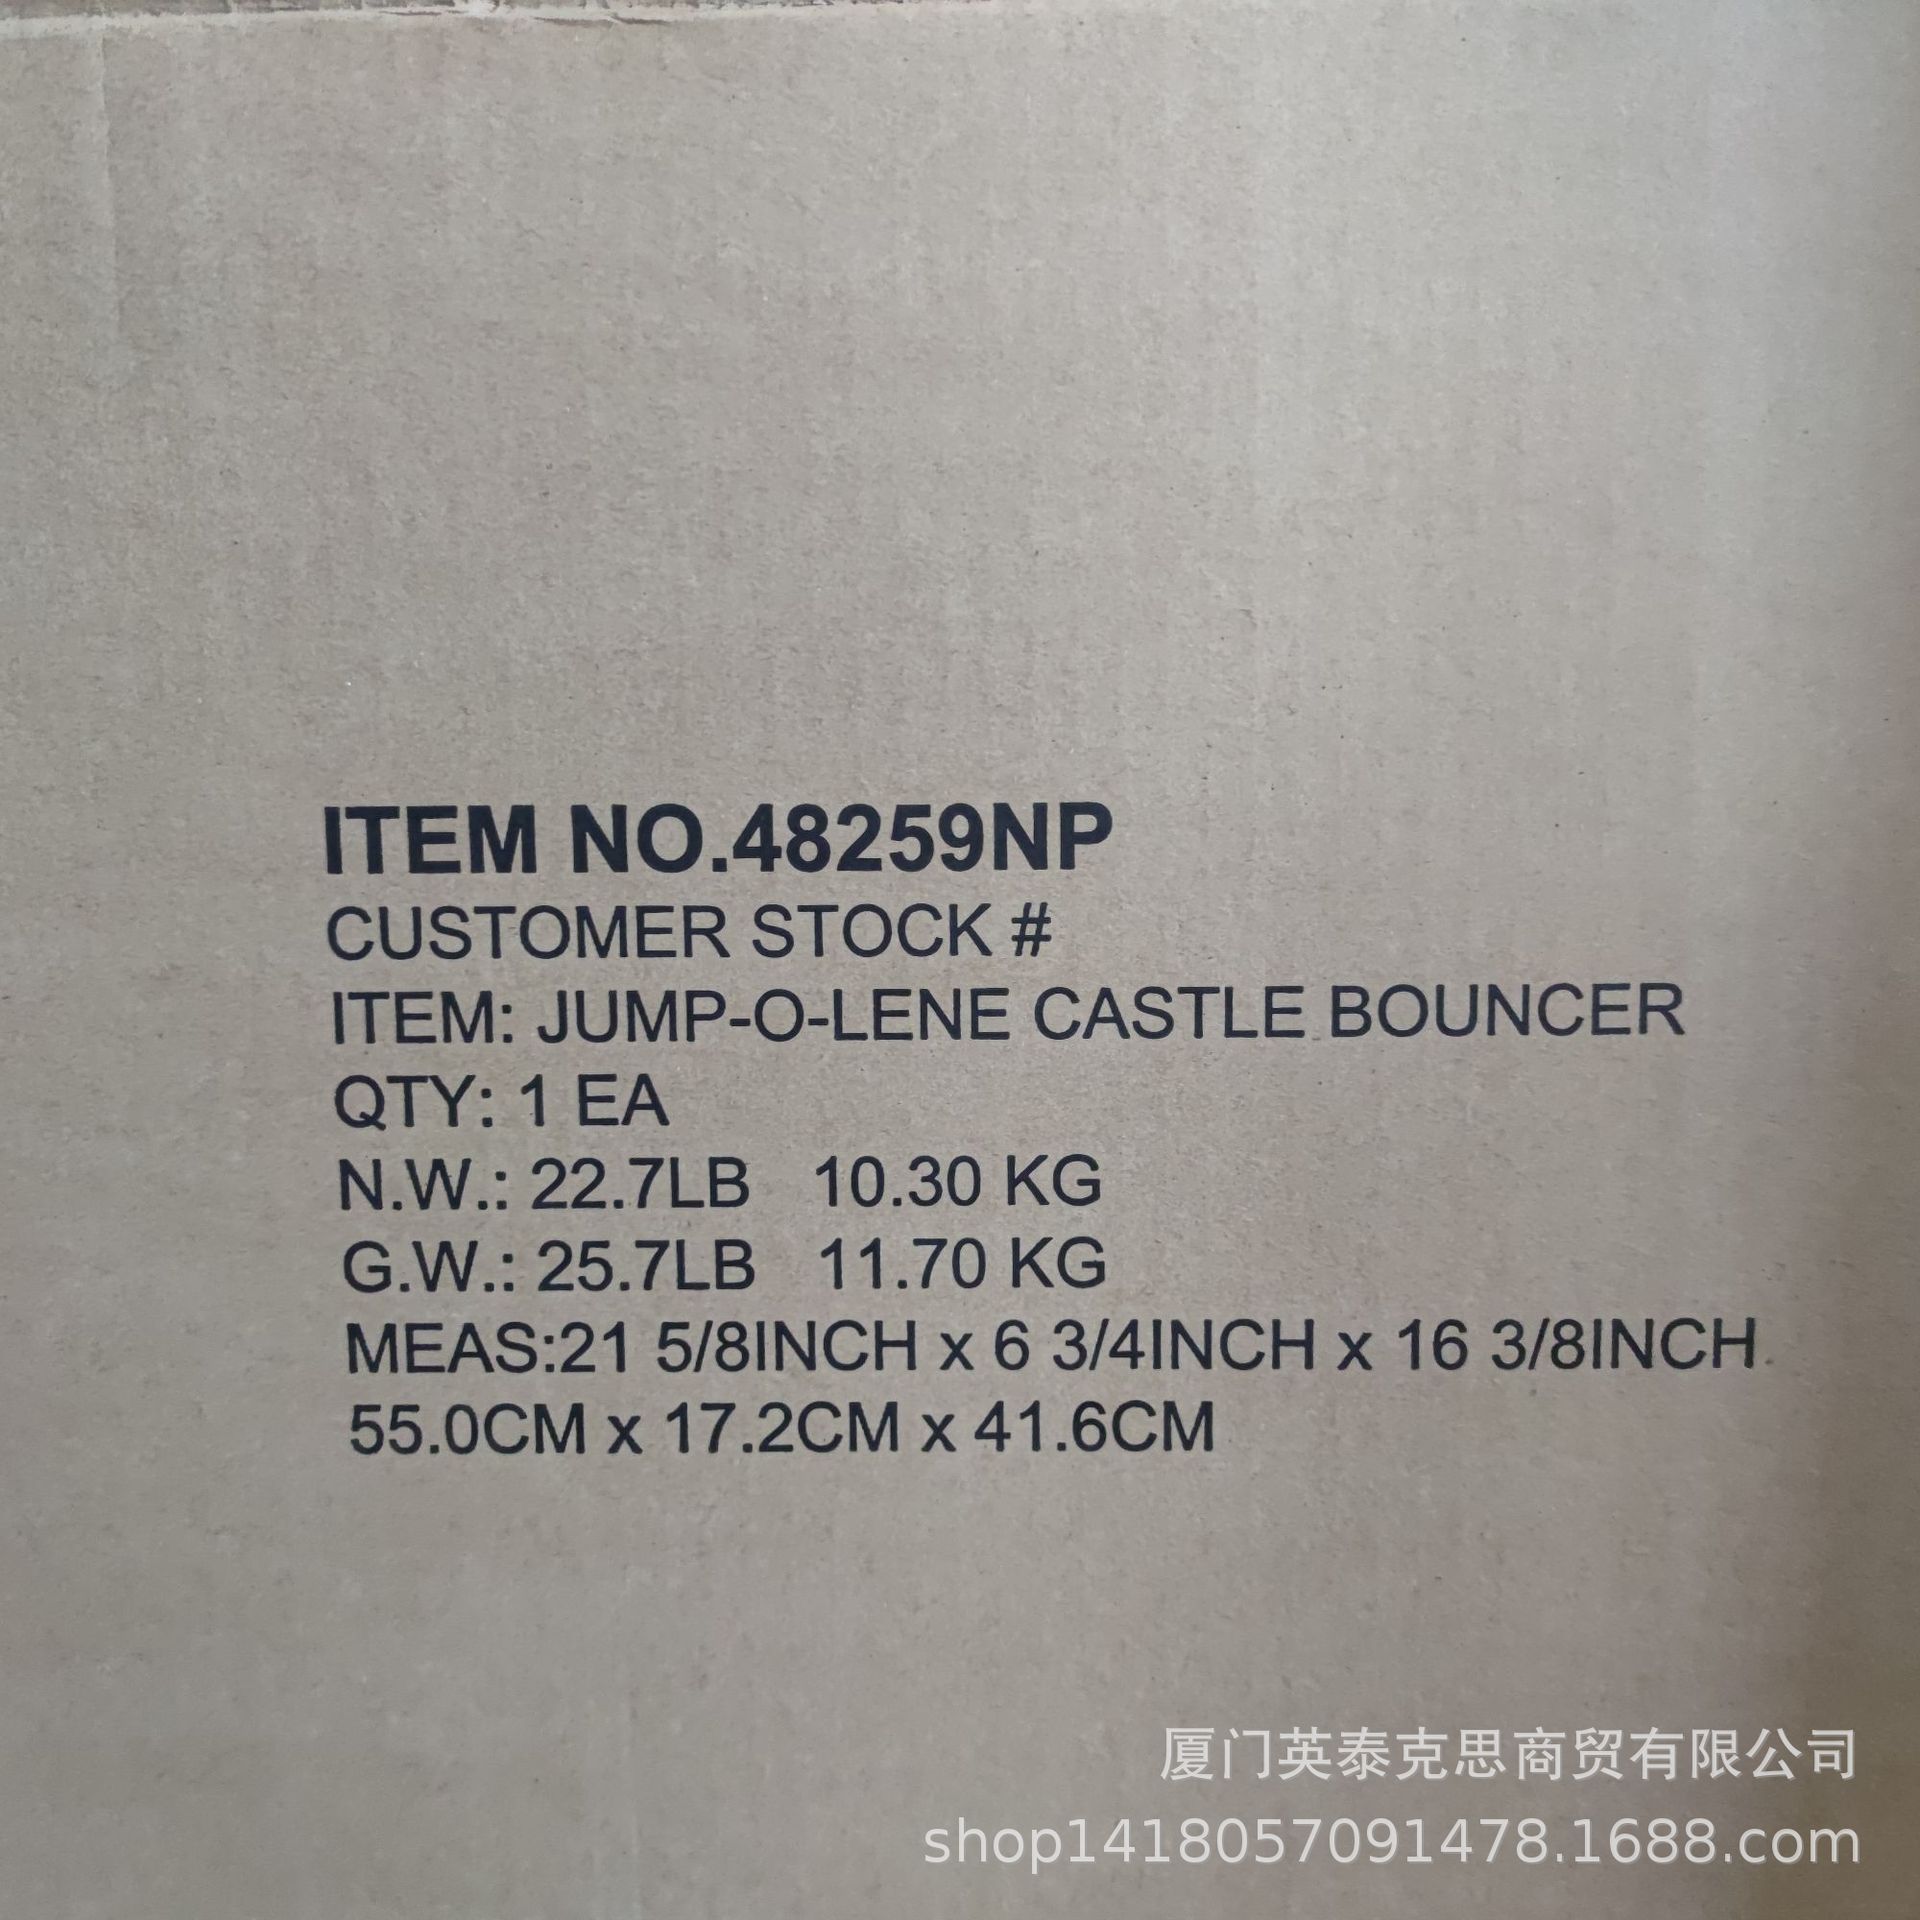 ITEM NO.48259NP
CUSTOMER STOCK #
ITEM: JUMP-O-LENE CASTLE BOUNCER
QTY: 1 EA
N.W.: 22.7LB 10.30 KG
G.W.: 25.7LB 11.70 KG
MEAS:21 5/8INCH x 6 3/4INCH x 16 3/8INCH
55.0CM x 17.2CM x 41.6CM
厦门英泰克思商贸有限公司
shop1418057091478.1688.com